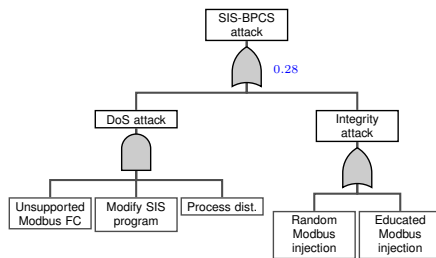 SIS-BPCS
attack
0.28
DoS attack
Integrity
attack
Unsupported
Modbus FC
Modify SIS
program
Process dist.
Random
Modbus
injection
Educated
Modbus
injection